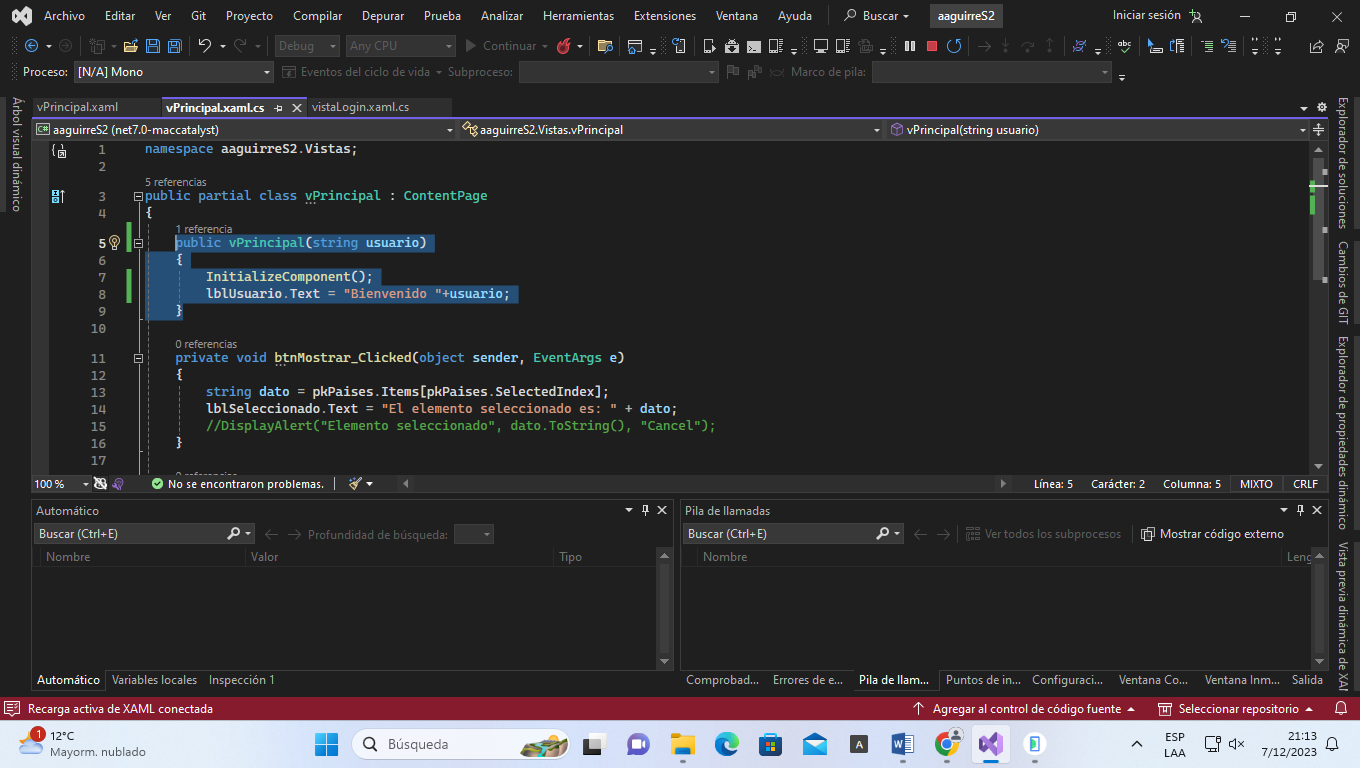 Archivo Editar Ver Git Proyecto Compilar Depurar Prueba Analizar Herramientas Extensiones Ventana Ayuda Buscar aaguirreS2 Iniciar sesión
Debug Any CPU Continuar
Proceso: [N/A] Mono Eventos del ciclo de vida Subproceso: Marco de pila:
vPrincipal.xaml vPrincipal.xaml.cs vistaLogin.xaml.cs
aaguirreS2 (net7.0-maccatalyst) aaguirreS2.Vistas.vPrincipal vPrincipal(string usuario)
1 namespace aaguirreS2.Vistas;
2
5 referencias
3 public partial class vPrincipal : ContentPage
4 {
1 referencia
5 public vPrincipal(string usuario)
6 {
7 InitializeComponent();
8 lblUsuario.Text = "Bienvenido "+usuario;
9 }
10
0 referencias
11 private void btnMostrar_Clicked(object sender, EventArgs e)
12 {
13 string dato = pkPaises.Items[pkPaises.SelectedIndex];
14 lblSeleccionado.Text = "El elemento seleccionado es: " + dato;
15 //DisplayAlert("Elemento seleccionado", dato.ToString(), "Cancel");
16 }
17
Árbol visual dinámico
Explorador de soluciones
Cambios de GIT
Explorador de propiedades dinámico
Vista previa dinámica de XAI
100 % No se encontraron problemas. Línea: 5 Carácter: 2 Columna: 5 MIXTO CRLF
Automático
Buscar (Ctrl+E) Profundidad de búsqueda:
Nombre Valor Tipo
Automático Variables locales Inspección 1
Pila de llamadas
Buscar (Ctrl+E) Ver todos los subprocesos Mostrar código externo
Nombre Leng
Comprobad... Errores de e... Pila de llam... Puntos de in... Configuraci... Ventana Co... Ventana Inm... Salida
Recarga activa de XAML conectada Agregar al control de código fuente Seleccionar repositorio
1 12°C
Mayorm. nublado
Búsqueda
ESP
LAA
21:13
7/12/2023